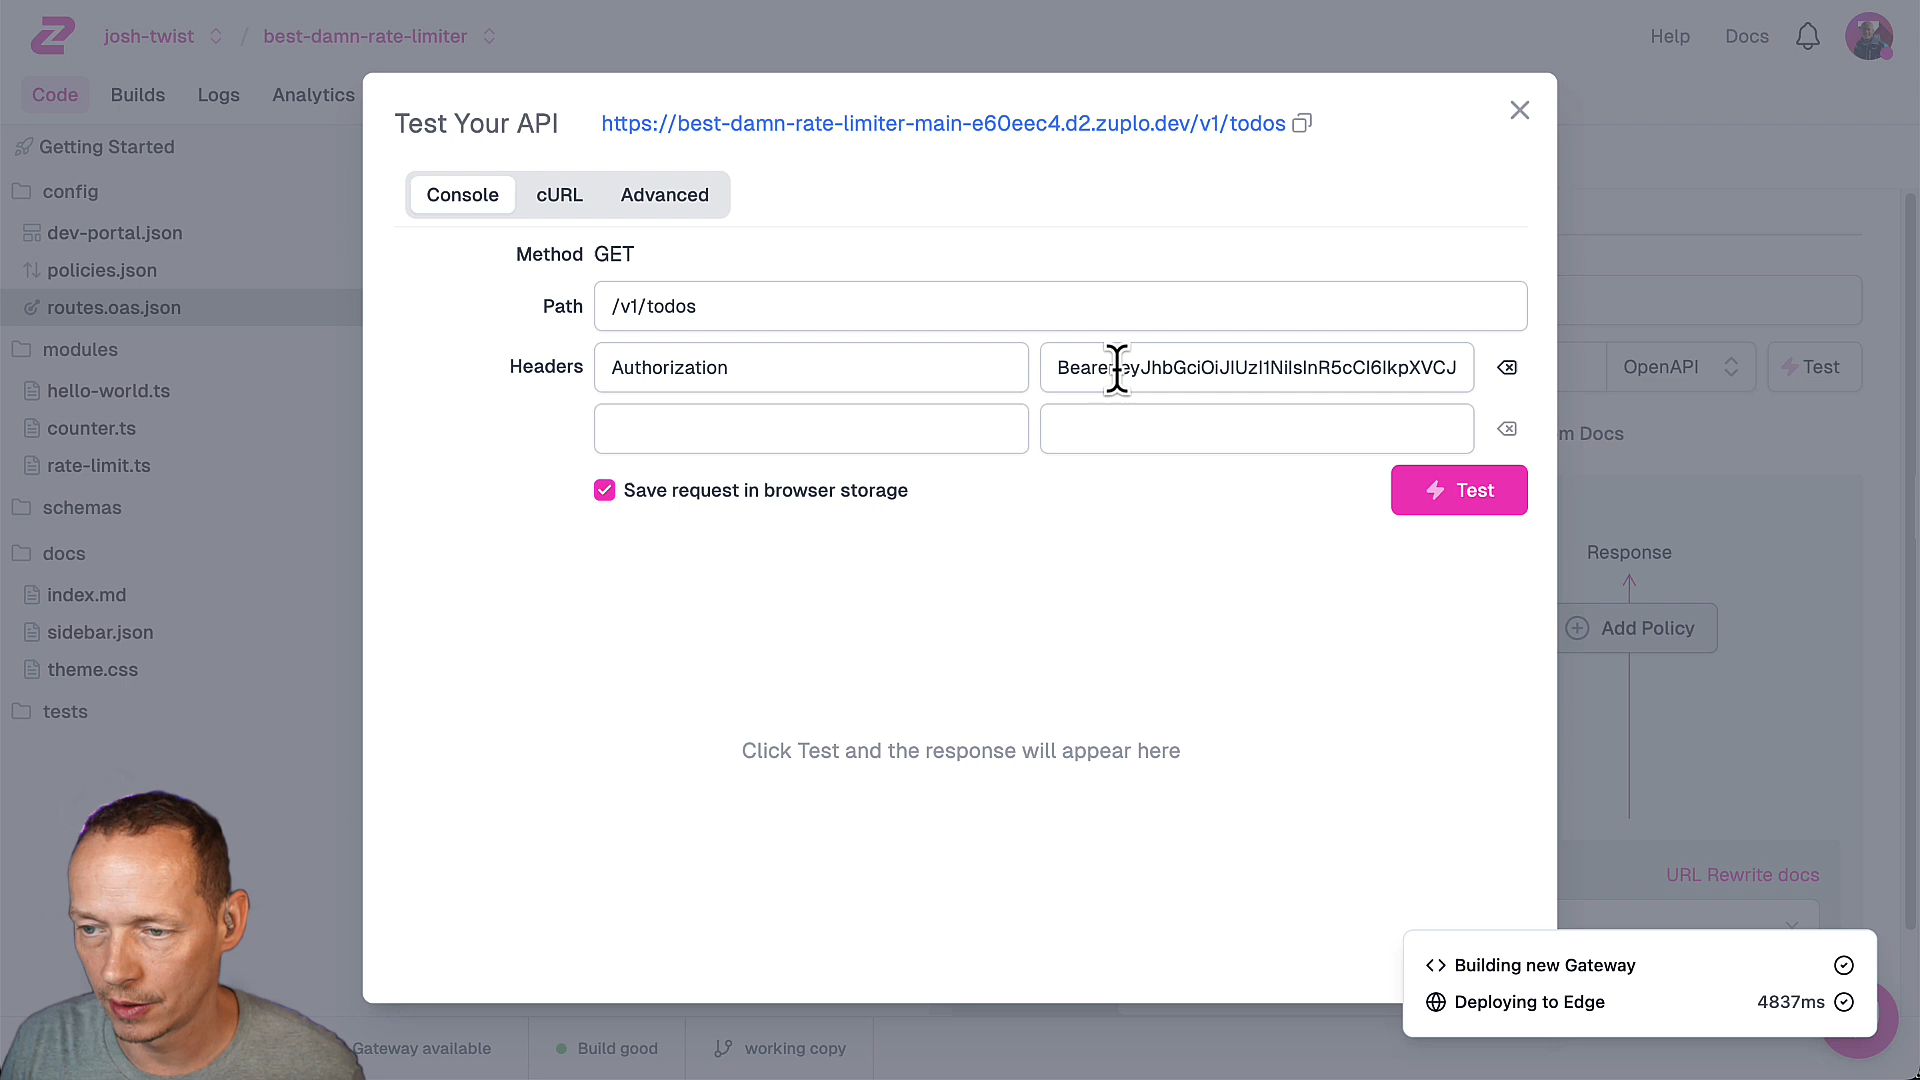 josh-twist / best-damn-rate-limiter
Help Docs
Code Builds Logs Analytics
Getting Started
config
dev-portal.json
policies.json
routes.oas.json
modules
hello-world.ts
counter.ts
rate-limit.ts
schemas
docs
index.md
sidebar.json
theme.css
tests
Test Your API https://best-damn-rate-limiter-main-e60eec4.d2.zuplo.dev/v1/todos
Console cURL Advanced
Method GET
Path /v1/todos
Headers Authorization
Save request in browser storage
Test
Click Test and the response will appear here
OpenAPI Test
Docs
Response
Add Policy
URL Rewrite docs
Building new Gateway
Deploying to Edge 4837ms
Gateway available Build good working copy